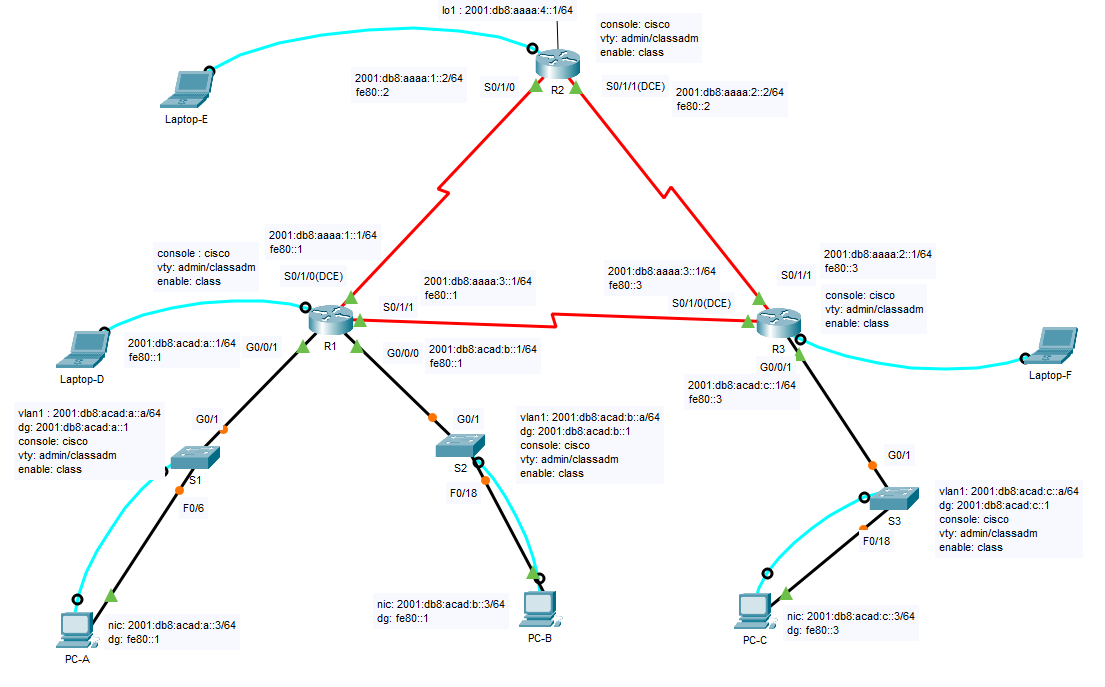 lo1 : 2001:db8:aaaa:4::1/64
console: cisco
vty: admin/classadm
enable: class
2001:db8:aaaa:1::2/64
fe80::2
S0/1/0
R2
S0/1/1(DCE)
2001:db8:aaaa:2::2/64
fe80::2
Laptop-E
2001:db8:aaaa:1::1/64
fe80::1
console : cisco
vty: admin/classadm
enable: class
S0/1/0(DCE)
2001:db8:aaaa:3::1/64
fe80::1
S0/1/1
2001:db8:aaaa:3::1/64
fe80::3
S0/1/0(DCE)
2001:db8:aaaa:2::1/64
fe80::3
S0/1/1
console: cisco
vty: admin/classadm
enable: class
R1
R3
Laptop-D
2001:db8:acad:a::1/64
fe80::1
G0/0/1
G0/0/0
2001:db8:acad:b::1/64
fe80::1
G0/0/1
2001:db8:acad:c::1/64
fe80::3
Laptop-F
vlan1 : 2001:db8:acad:a::a/64
dg: 2001:db8:acad:a::1
console: cisco
vty: admin/classadm
enable: class
G0/1
S1
F0/6
G0/1
S2
F0/18
vlan1: 2001:db8:acad:b::a/64
dg: 2001:db8:acad:b::1
console: cisco
vty: admin/classadm
enable: class
G0/1
S3
F0/18
vlan1: 2001:db8:acad:c::a/64
dg: 2001:db8:acad:c::1
console: cisco
vty: admin/classadm
enable: class
nic: 2001:db8:acad:a::3/64
dg: fe80::1
PC-A
nic: 2001:db8:acad:b::3/64
dg: fe80::1
PC-B
nic: 2001:db8:acad:c::3/64
dg: fe80::3
PC-C